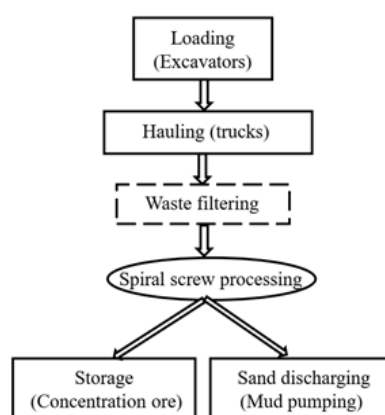 Loading
(Excavators)
Hauling (trucks)
Waste filtering
Spiral screw processing
Storage
(Concentration ore)
Sand discharging
(Mud pumping)